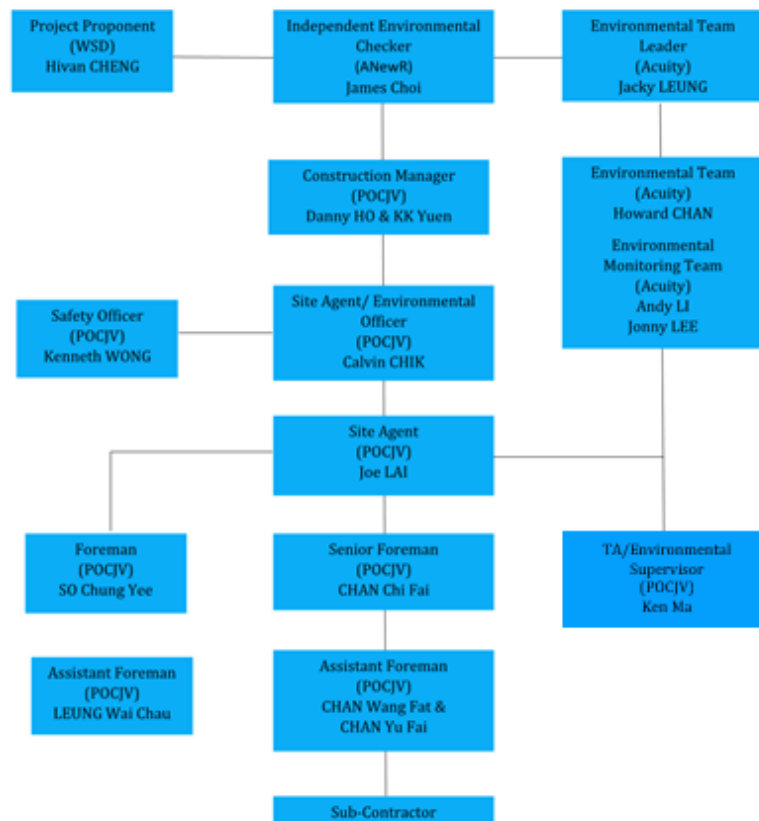 Project Proponent
(WSD)
Hivan CHENG
Independent Environmental
Checker
(ANewR)
James Choi
Environmental Team
Leader
(Acuity)
Jacky LEUNG
Construction Manager
(POCJV)
Danny HO & KK Yuen
Environmental Team
(Acuity)
Howard CHAN
Environmental
Monitoring Team
(Acuity)
Andy LI
Jonny LEE
Safety Officer
(POCJV)
Kenneth WONG
Site Agent/ Environmental
Officer
(POCJV)
Calvin CHIK
Site Agent
(POCJV)
Joe LAI
Foreman
(POCJV)
SO Chung Yee
Senior Foreman
(POCJV)
CHAN Chi Fai
TA/Environmental
Supervisor
(POCJV)
Ken Ma
Assistant Foreman
(POCJV)
LEUNG Wai Chau
Assistant Foreman
(POCJV)
CHAN Wang Fat &
CHAN Yu Fai
Sub-Contractor